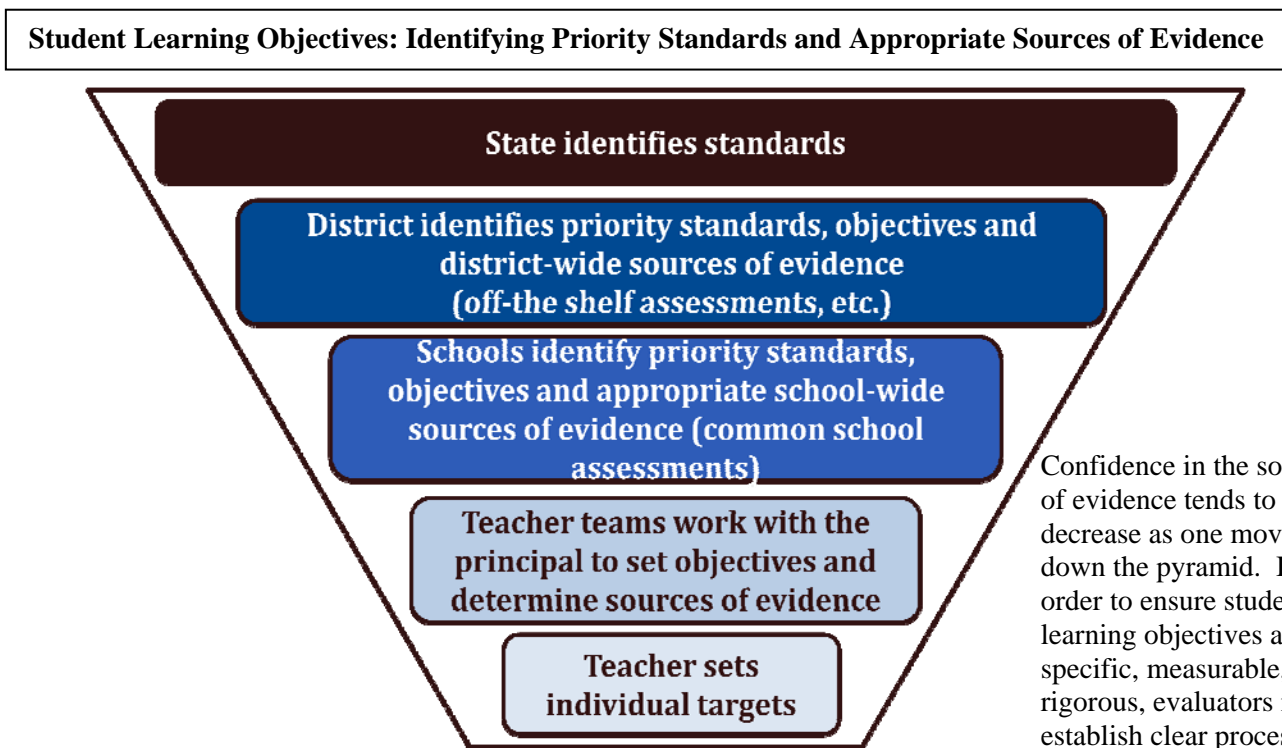 Student Learning Objectives: Identifying Priority Standards and Appropriate Sources of Evidence
State identifies standards
District identifies priority standards, objectives and
district-wide sources of evidence
(off-the shelf assessments, etc.)
Schools identify priority standards,
objectives and appropriate school-wide
sources of evidence (common school
assessments)
Teacher teams work with the
principal to set objectives and
determine sources of evidence
Teacher sets
individual targets
Confidence in the
of evidence tends to
decrease as one
down the pyramid.
order to ensure
learning objectives
specific, measurable,
rigorous, evaluators
establish clear